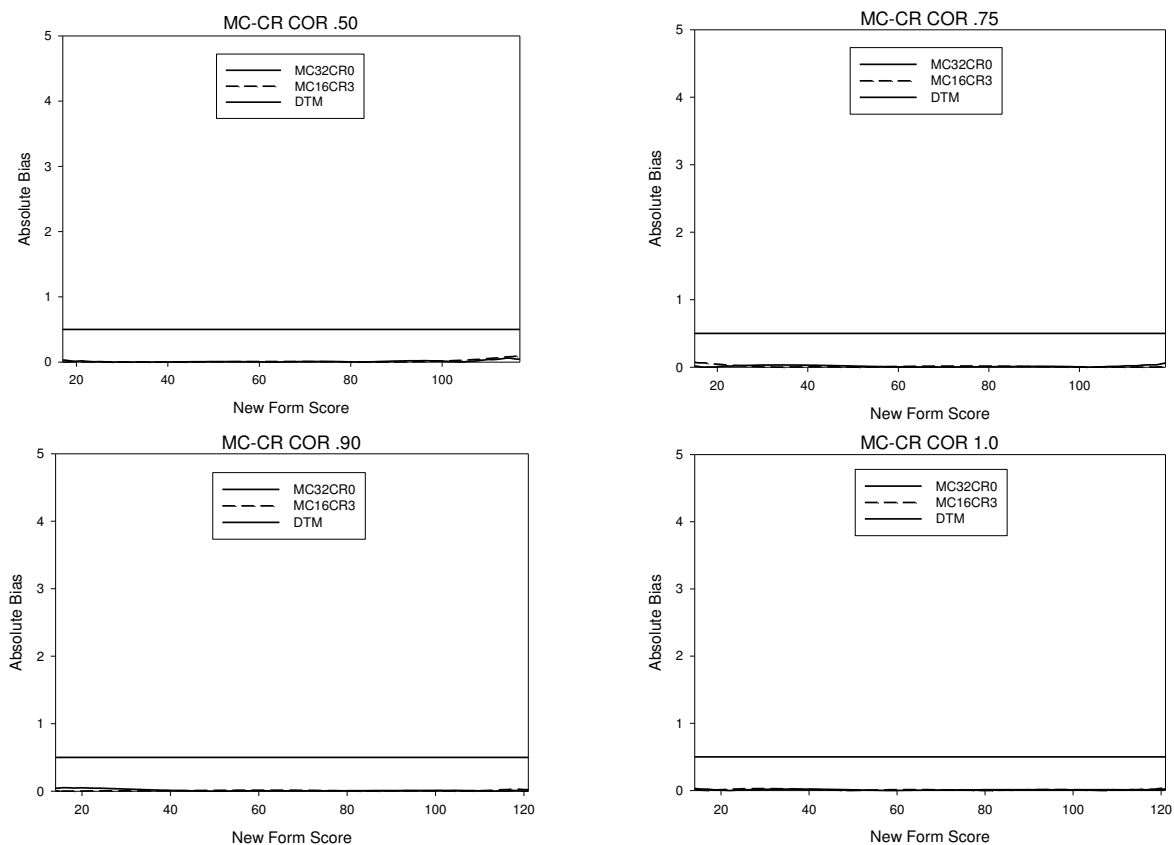 MC-CR COR .50
5
4
3
2
1
0
Absolute Bias
MC32CR0
MC16CR3
DTM
20 40 60 80 100
New Form Score
MC-CR COR .75
5
4
3
2
1
0
Absolute Bias
MC32CR0
MC16CR3
DTM
20 40 60 80 100
New Form Score
MC-CR COR .90
5
4
3
2
1
0
Absolute Bias
MC32CR0
MC16CR3
DTM
20 40 60 80 100 120
New Form Score
MC-CR COR 1.0
5
4
3
2
1
0
Absolute Bias
MC32CR0
MC16CR3
DTM
20 40 60 80 100 120
New Form Score